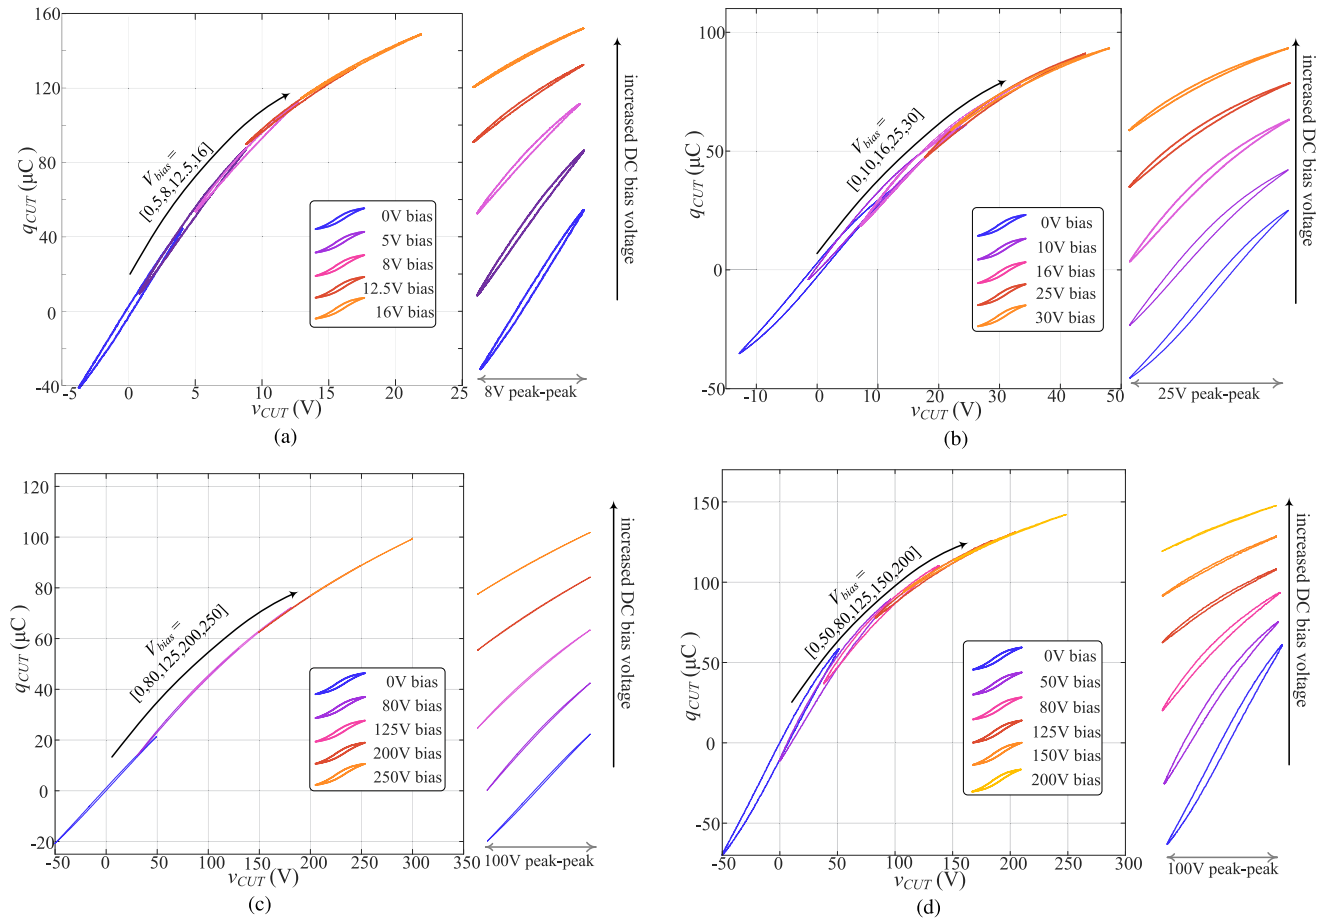 160
120
80
40
0
-40
-5
0
5
10
15
20
25
q_CUT (μC)
v_CUT (V)
V_bias =
[0,5,8,12.5,16]
0V bias
5V bias
8V bias
12.5V bias
16V bias
8V peak-peak
increased DC bias voltage
(a)
100
50
0
-50
-10
0
10
20
30
40
50
q_CUT (μC)
v_CUT (V)
V_bias =
[0,10,16,25,30]
0V bias
10V bias
16V bias
25V bias
30V bias
25V peak-peak
increased DC bias voltage
(b)
120
100
80
60
40
20
0
-20
-50
0
50
100
150
200
250
300
350
q_CUT (μC)
v_CUT (V)
V_bias =
[0,80,125,200,250]
0V bias
80V bias
125V bias
200V bias
250V bias
100V peak-peak
increased DC bias voltage
(c)
150
100
50
0
-50
-50
0
50
100
150
200
250
300
q_CUT (μC)
v_CUT (V)
V_bias =
[0,50,80,125,150,200]
0V bias
50V bias
80V bias
125V bias
150V bias
200V bias
100V peak-peak
increased DC bias voltage
(d)